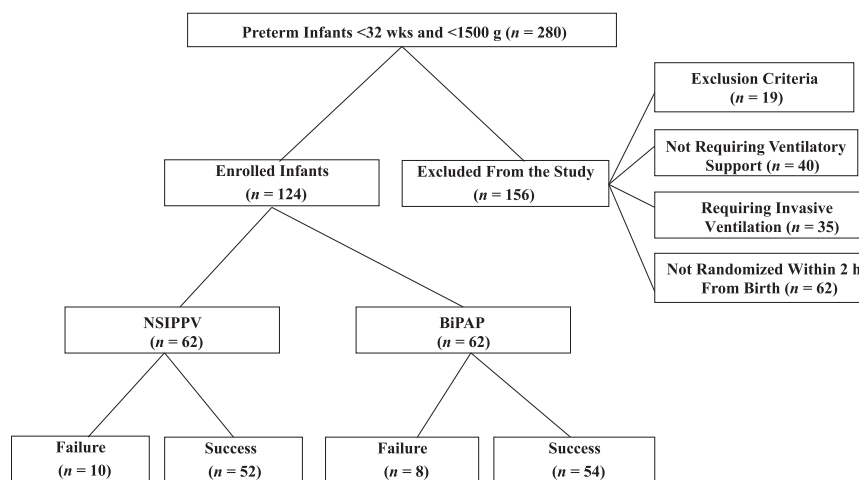 Preterm Infants <32 wks and <1500 g (n = 280)
Exclusion Criteria
(n = 19)
Not Requiring Ventilatory
Support (n = 40)
Enrolled Infants
(n = 124)
Excluded From the Study
(n = 156)
Requiring Invasive
Ventilation (n = 35)
Not Randomized Within 2 h
From Birth (n = 62)
NSIPPV
(n = 62)
BiPAP
(n = 62)
Failure
(n = 10)
Success
(n = 52)
Failure
(n = 8)
Success
(n = 54)